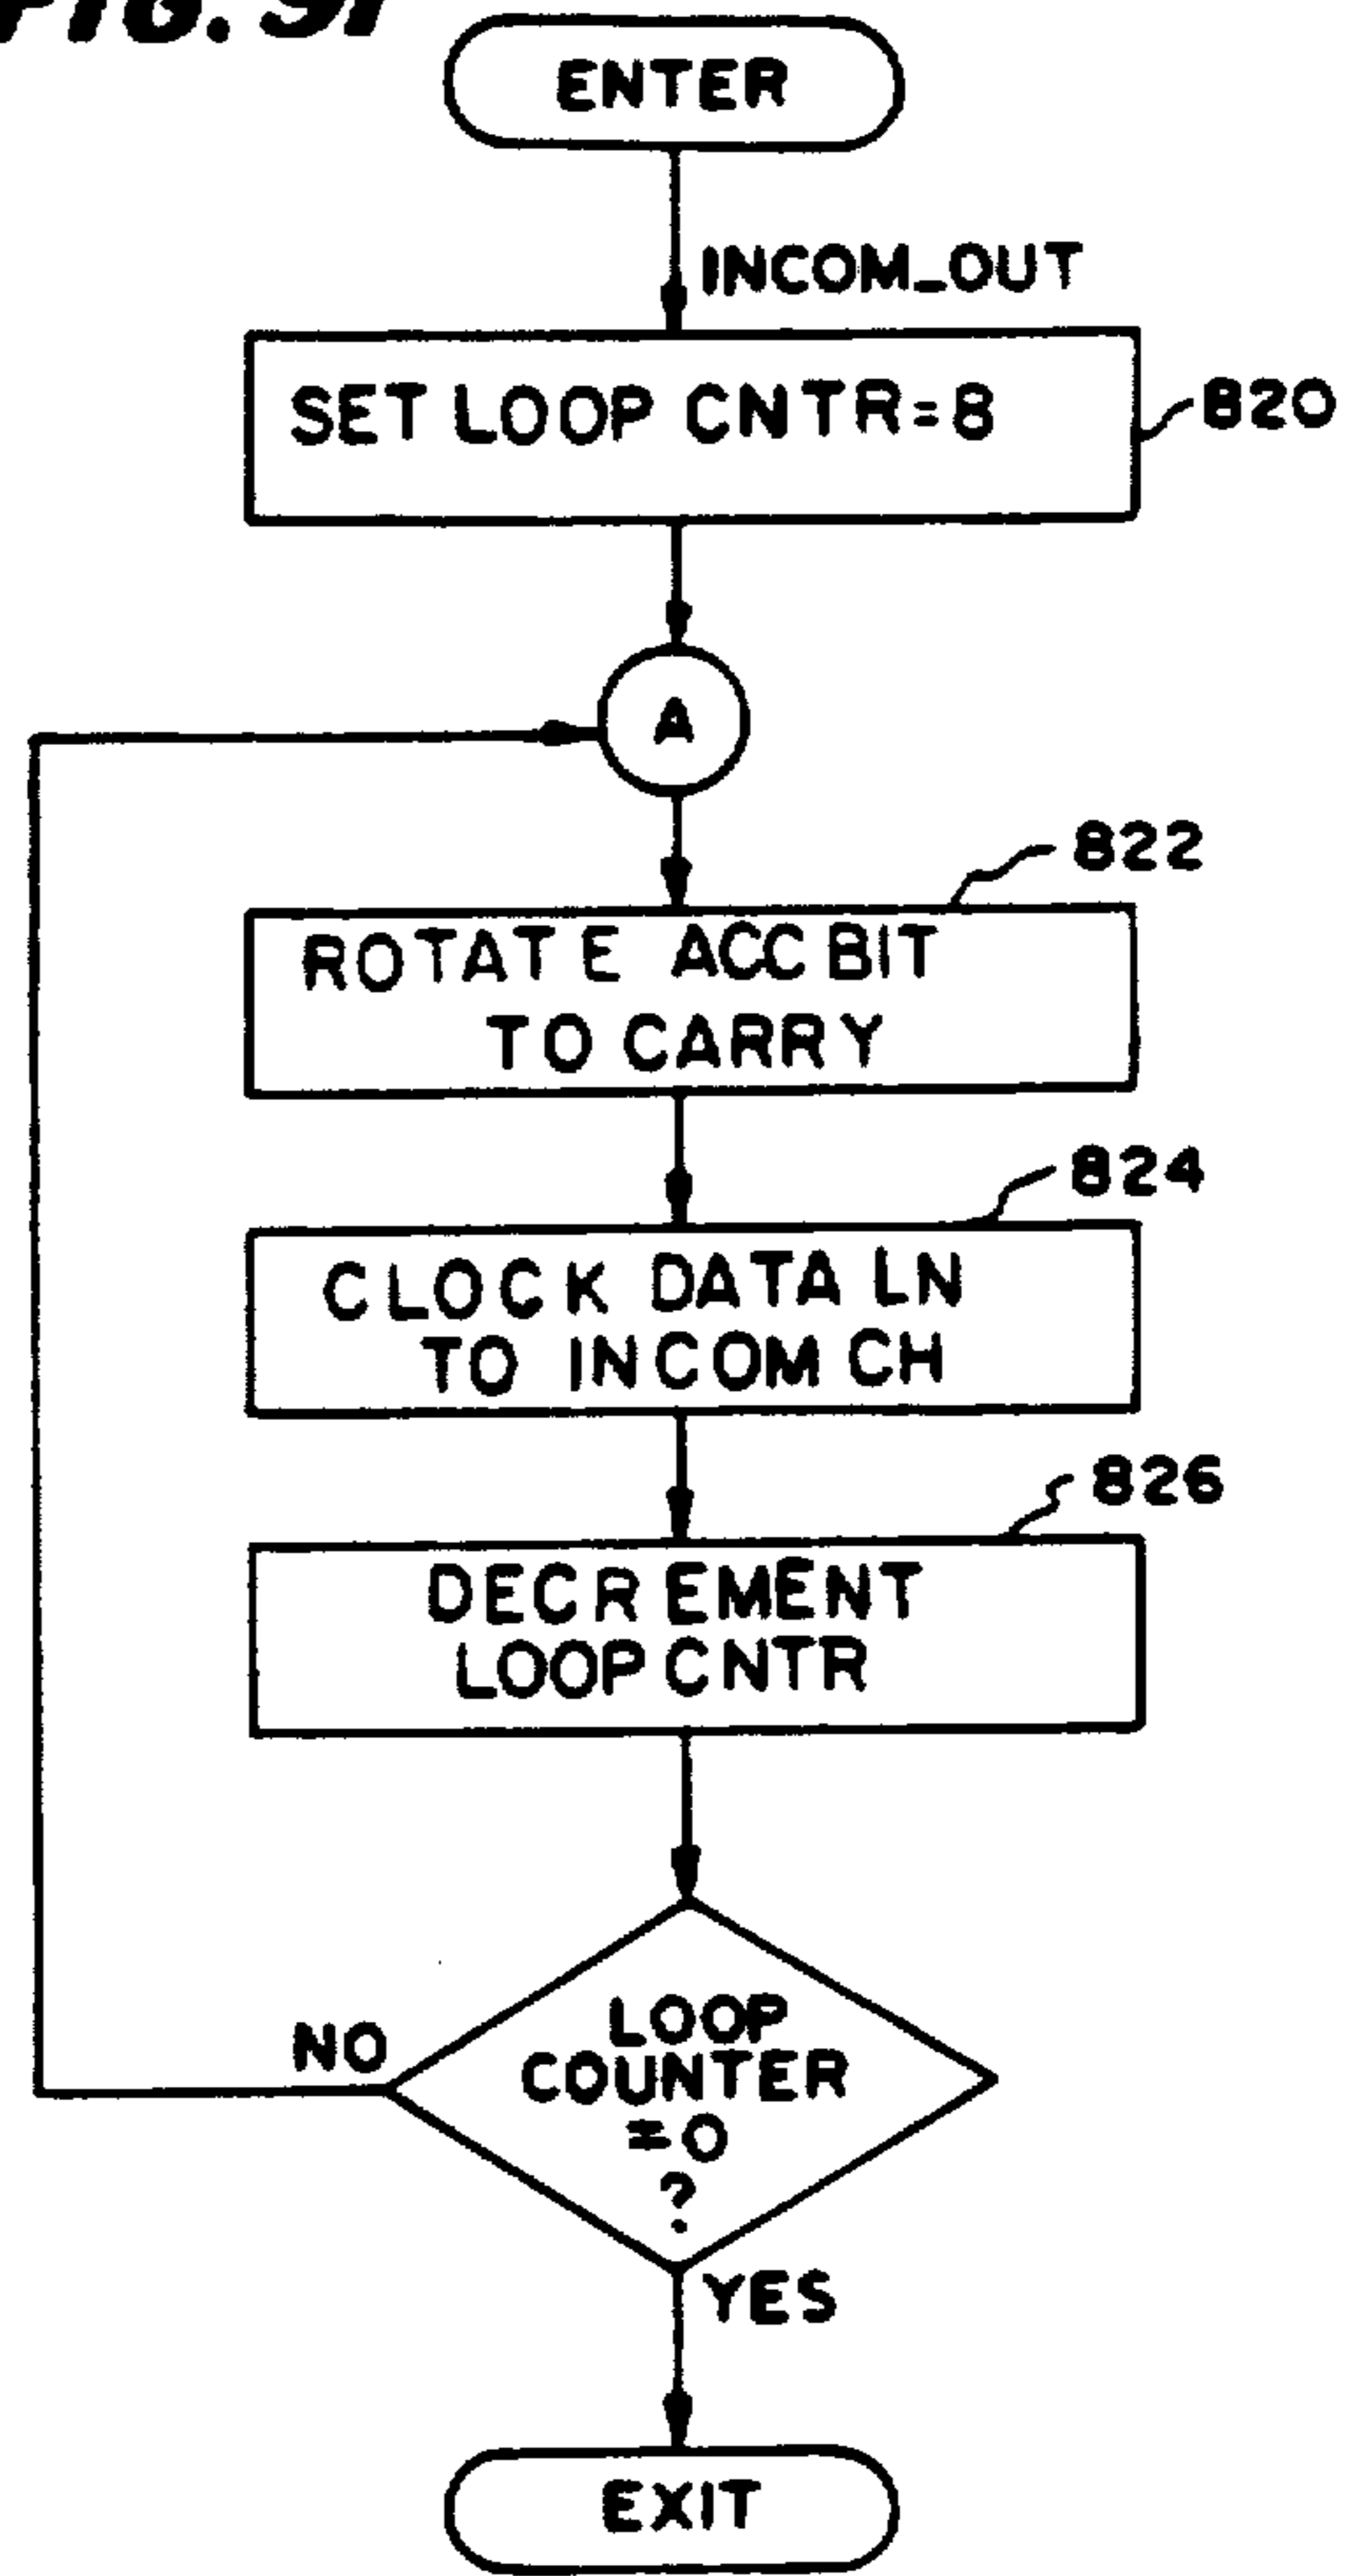 ENTER
INCOM_OUT
SET LOOP CNTR=8
820
A
822
ROTATE ACC BIT
TO CARRY
824
CLOCK DATA LN
TO INCOM CH
826
DECREMENT
LOOP CNTR
LOOP
COUNTER
=0
?
NO
YES
EXIT